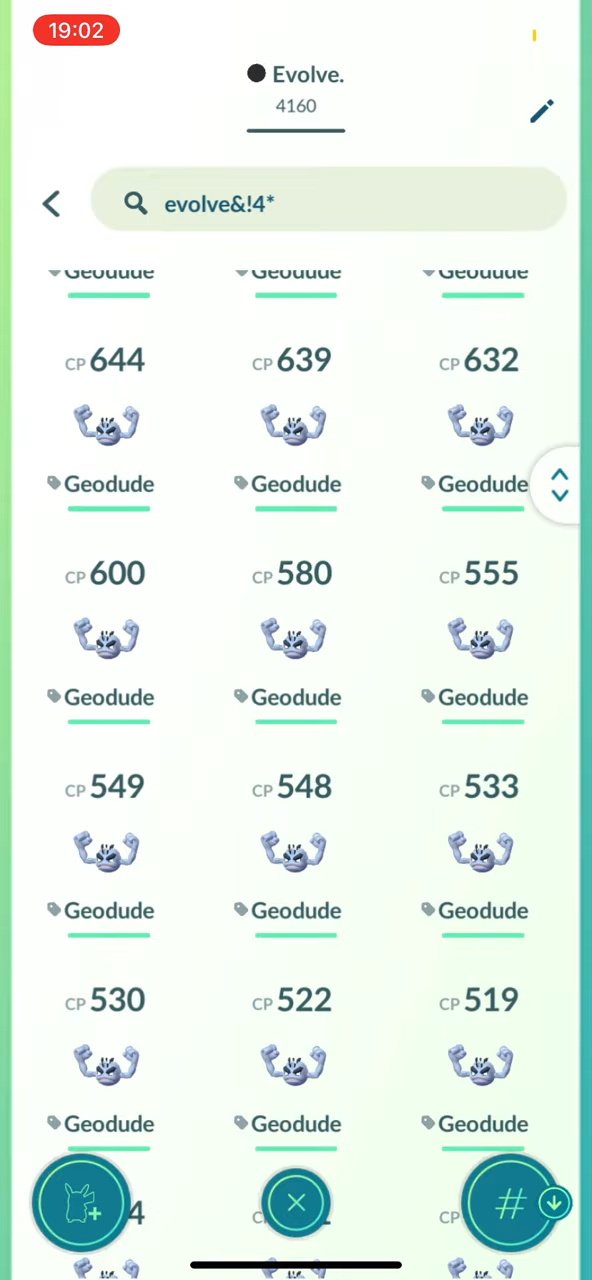 19:02
Evolve.
4160
evolve&!4*
Geodude Geodude Geodude
CP 644 CP 639 CP 632
Geodude Geodude Geodude
CP 600 CP 580 CP 555
Geodude Geodude Geodude
CP 549 CP 548 CP 533
Geodude Geodude Geodude
CP 530 CP 522 CP 519
Geodude Geodude Geodude
4 CP
#